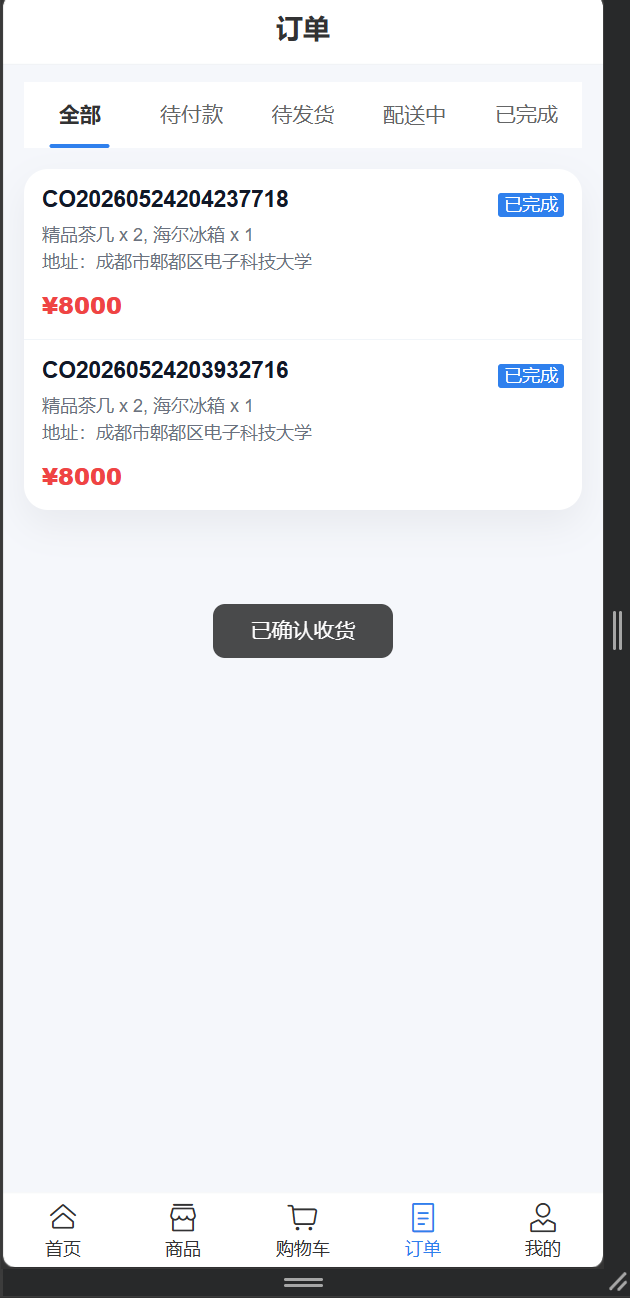 订单
全部 待付款 待发货 配送中 已完成
CO20260524204237718 已完成
精品茶几 x 2, 海尔冰箱 x 1
地址：成都市郫都区电子科技大学
¥8000
CO20260524203932716 已完成
精品茶几 x 2, 海尔冰箱 x 1
地址：成都市郫都区电子科技大学
¥8000
已确认收货
首页 商品 购物车 订单 我的